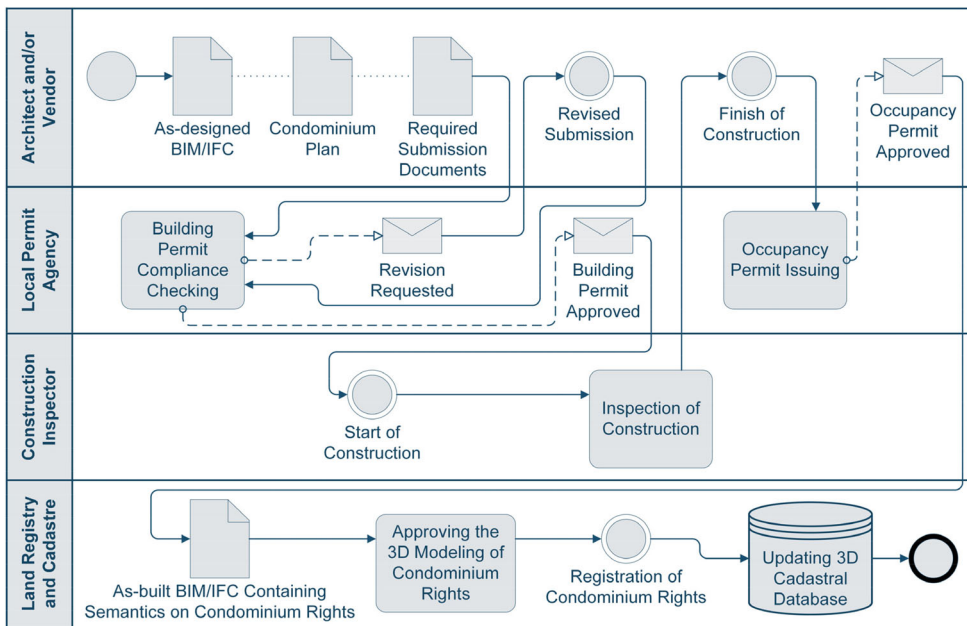 Architect and/or
Vendor
As-designed
BIM/IFC
Condominium
Plan
Required
Submission
Documents
Revised
Submission
Finish of
Construction
Occupancy
Permit
Approved
Local Permit
Agency
Building
Permit
Compliance
Checking
Revision
Requested
Building
Permit
Approved
Occupancy
Permit Issuing
Construction
Inspector
Start of
Construction
Inspection of
Construction
Land Registry
and Cadastre
As-built BIM/IFC Containing
Semantics on Condominium Rights
Approving the
3D Modeling of
Condominium
Rights
Registration of
Condominium Rights
Updating 3D
Cadastral
Database